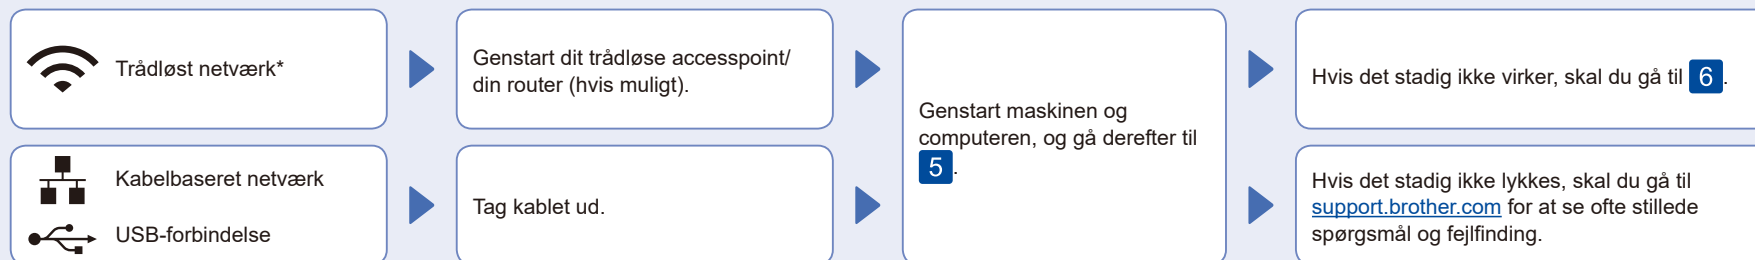 Trådløst netværk*
Genstart dit trådløse accesspoint/
din router (hvis muligt).
Genstart maskinen og
computeren, og gå derefter til
5.
Hvis det stadig ikke virker, skal du gå til 6.
Kabelbaseret netværk
USB-forbindelse
Tag kablet ud.
Hvis det stadig ikke lykkes, skal du gå til
support.brother.com for at se ofte stillede
spørgsmål og fejlfinding.